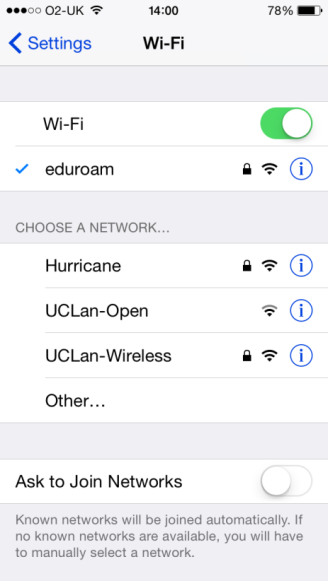 O2-UK 14:00 78%
Settings Wi-Fi
Wi-Fi
eduroam
CHOOSE A NETWORK...
Hurricane
UCLan-Open
UCLan-Wireless
Other...
Ask to Join Networks
Known networks will be joined automatically. If
no known networks are available, you will have
to manually select a network.